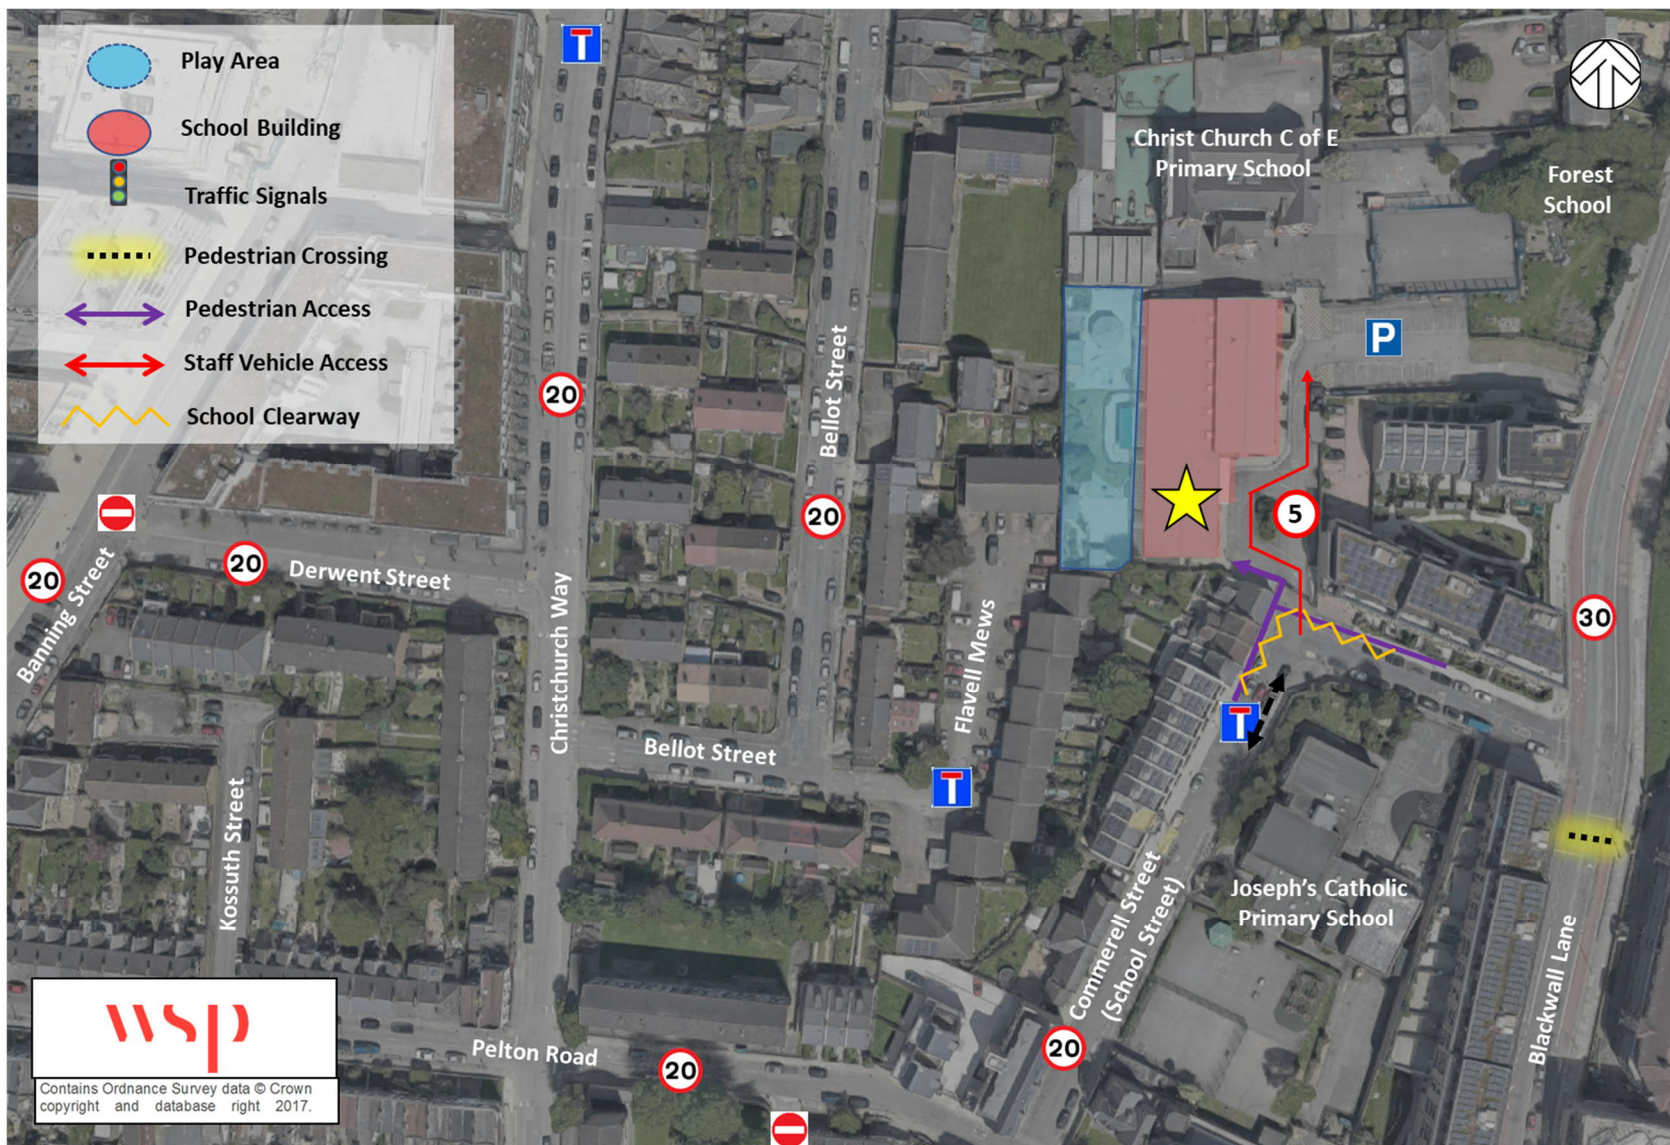 Play Area
School Building
Traffic Signals
Pedestrian Crossing
Pedestrian Access
Staff Vehicle Access
School Clearway
T
Christ Church C of E
Primary School
Forest
School
P
20
Bellot Street
20
5
20
20
Derwent Street
Banning Street
Christchurch Way
Flavell Mews
30
T
Bellot Street
T
Kossuth Street
Commerell Street
(School Street)
Joseph's Catholic
Primary School
Blackwall Lane
Pelton Road
20
20
wsp
Contains Ordnance Survey data © Crown
copyright and database right 2017.